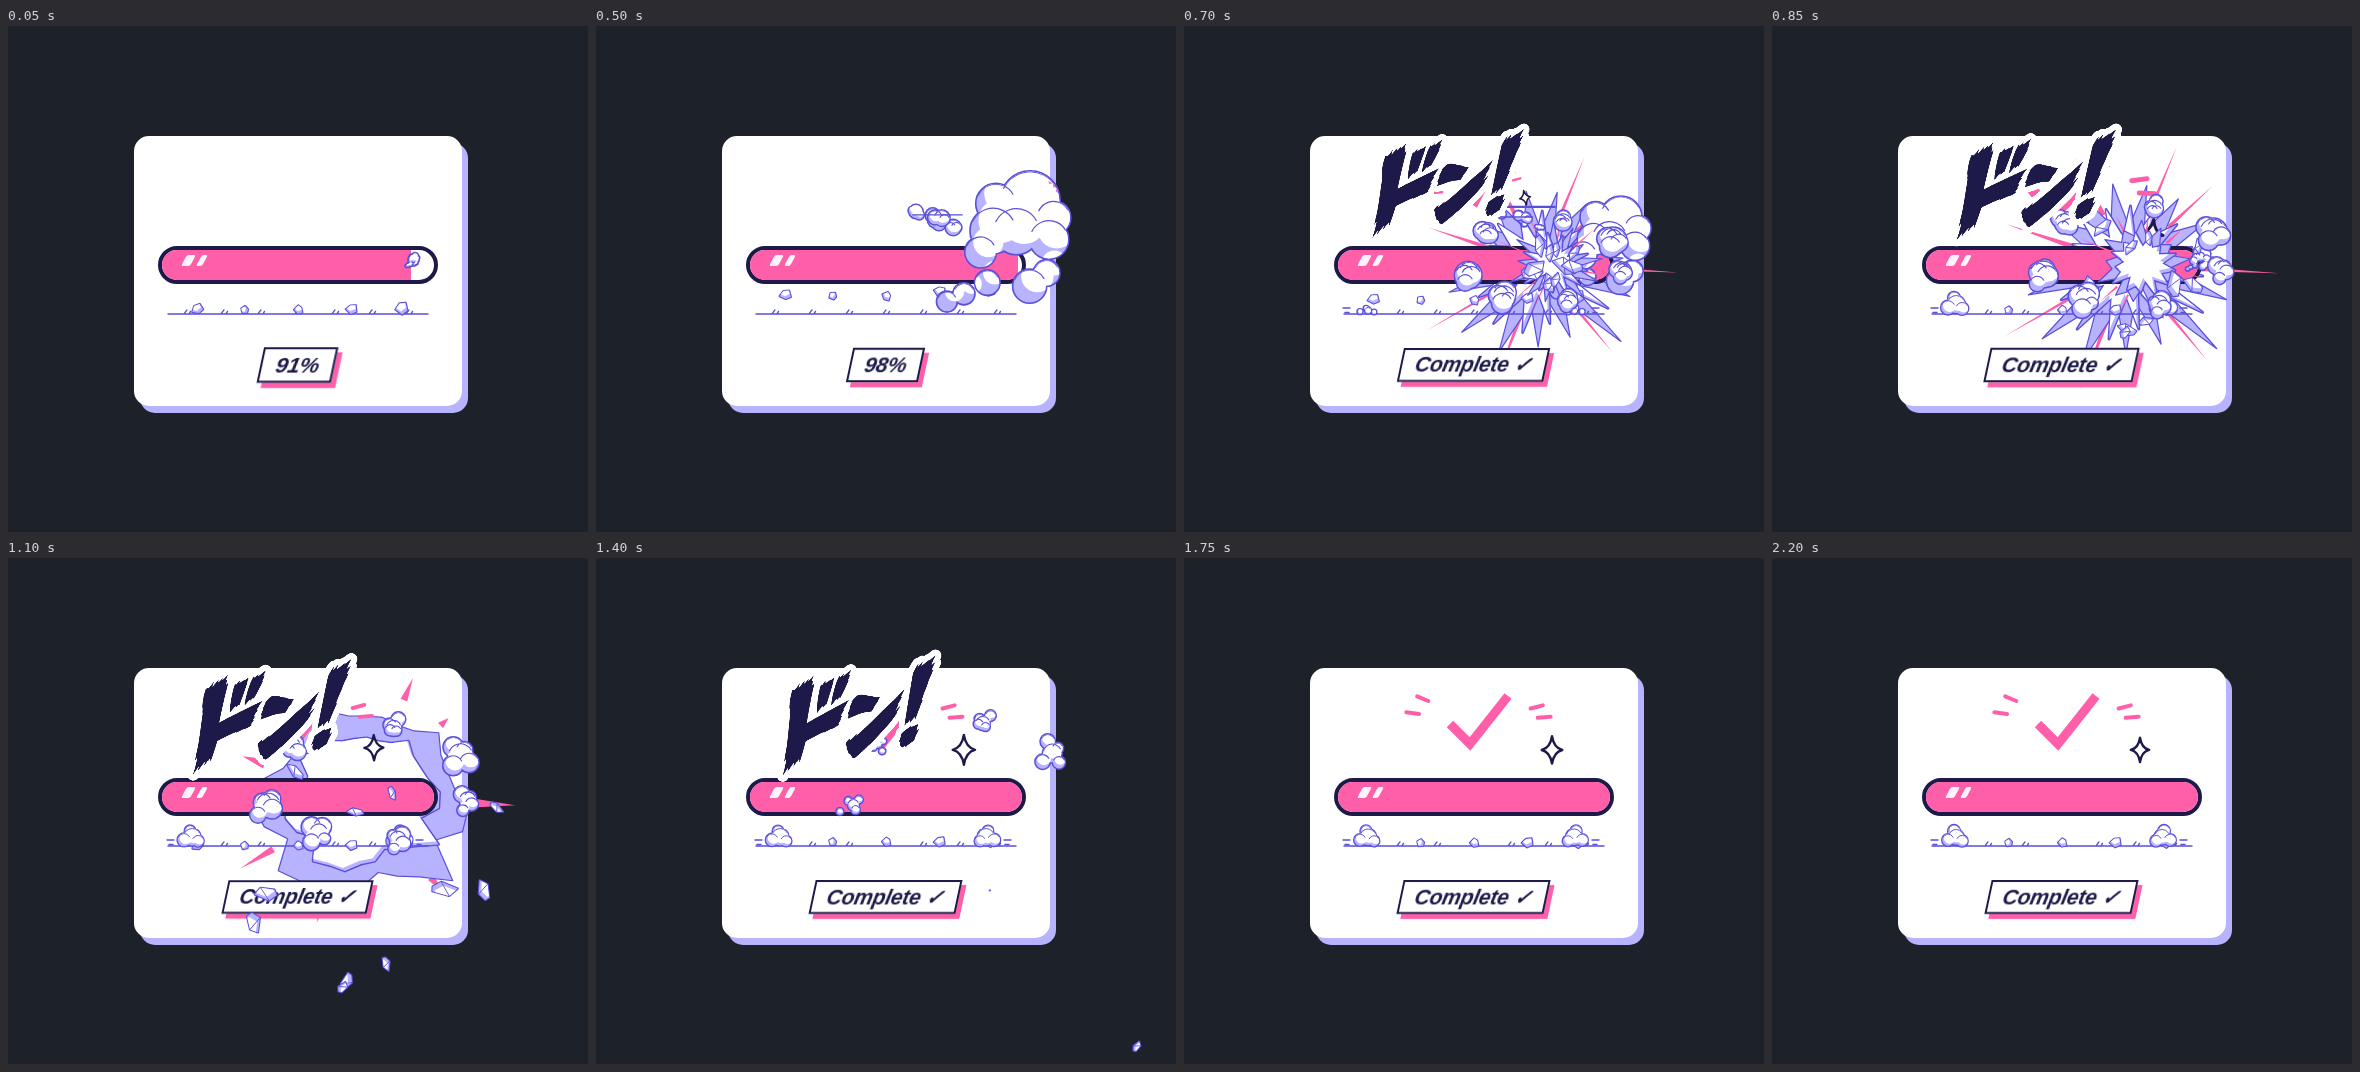 0.05 s
0.50 s
0.70 s
0.85 s
91%
98%
ドン!
Complete ✓
ドン!
Complete ✓
1.10 s
1.40 s
1.75 s
2.20 s
ドン!
Complete ✓
ドン!
Complete ✓
Complete ✓
Complete ✓